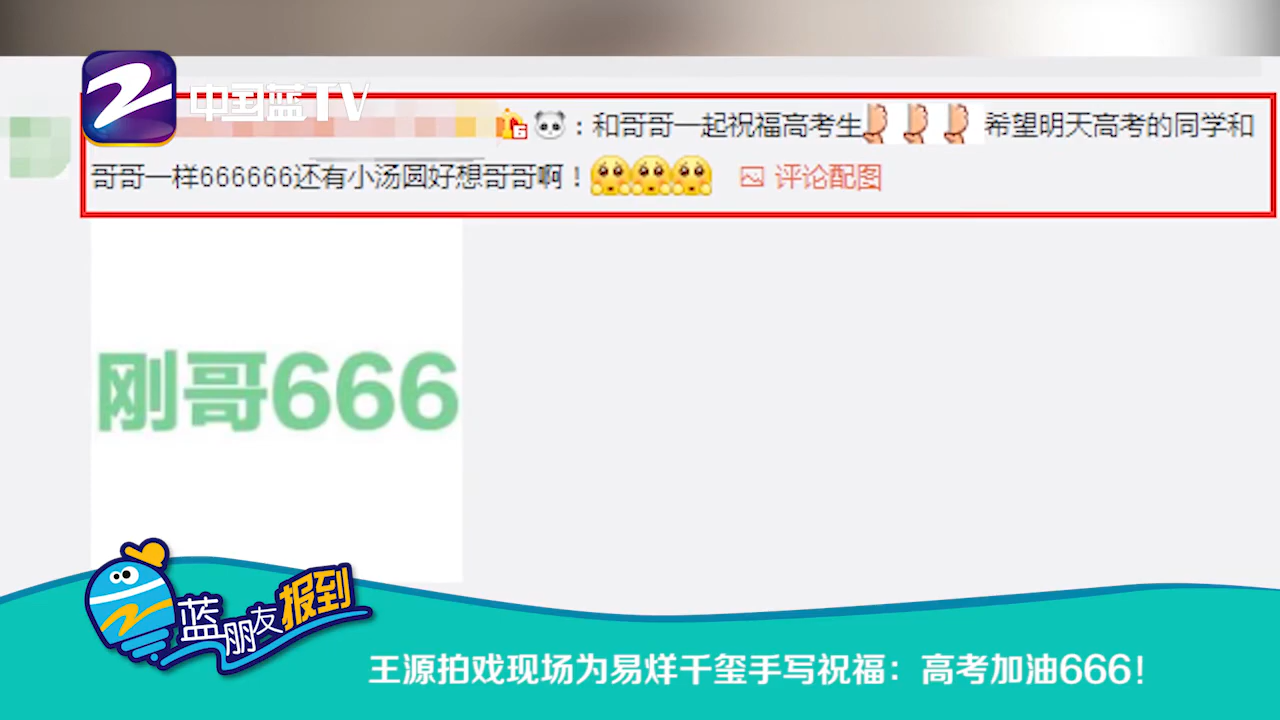 中国蓝TV
：和哥哥一起祝福高考生 希望明天高考的同学和
哥哥一样666666还有小汤圆好想哥哥啊！ 评论配图
刚哥666
蓝朋友报到
王源拍戏现场为易烊千玺手写祝福：高考加油666！